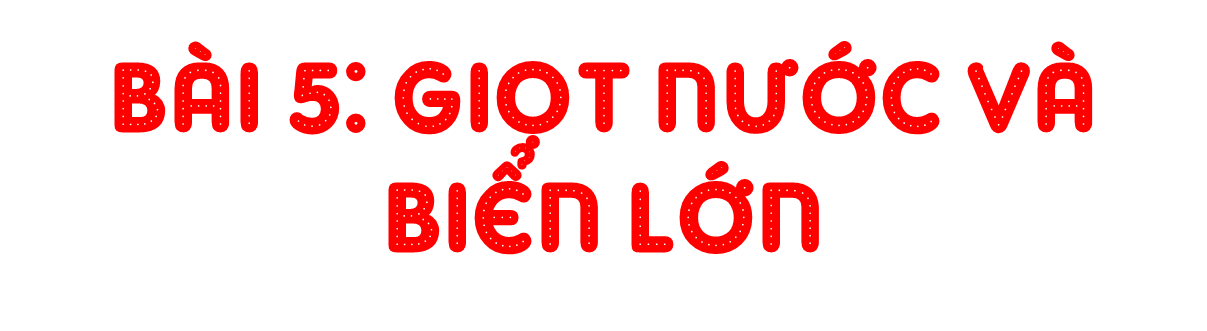 BÀI 5: GIỌT NƯỚC VÀ
BIỂN LỚN